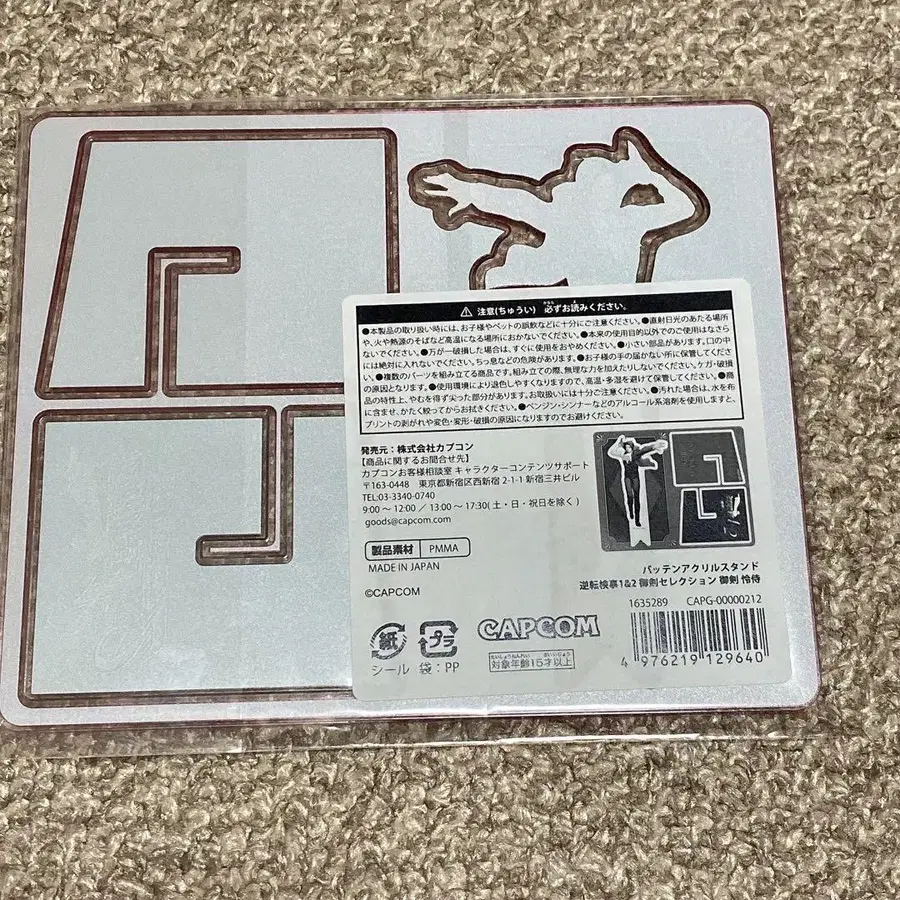 ⚠ 注意(ちゅうい) 必ずお読みください。
●本製品の取り扱い時には、お子様やペットの誤飲などに十分にご注意ください。●直射日光のあたる場所
や、火や熱源のそばなど高温になる場所におかないでください。●本来の使用目的以外でのご使用はなさら
ないでください。●万が一破損した場合は、すぐに使用をおやめください。●小さい部品があります。口の中
には絶対に入れないでください。ちっ息などの危険があります。●お子様の手の届かない所に保管してくださ
い。●複数のパーツを組み立てる商品です。組み立ての際、無理な力を加えたりしないでください。ケガ・破損
の原因となります。●使用環境により退色しやすくなりますので、高温・多湿を避けて保管してください。●商
品の特性上、やむを得ず尖った部分があります。お取扱いには十分ご注意ください。●汚れた場合は、水を布
に含ませ、かたく絞ってからお拭きください。●ベンジン・シンナーなどのアルコール系溶剤を使用しますと、
プリントの剥がれや変色・変形・破損の原因になりますのでお避けください。
発売元：株式会社カプコン
【商品に関するお問合せ先】
カプコンお客様相談室 キャラクターコンテンツサポート
〒163-0448 東京都新宿区西新宿 2-1-1 新宿三井ビル
TEL:03-3340-0740
9:00 ～ 12:00 / 13:00 ～ 17:30( 土・日・祝日を除く )
goods@capcom.com
製品素材 PMMA
MADE IN JAPAN
©CAPCOM
紙 プラ
シール 袋：PP
CAPCOM
対象年齢15才以上
バッテンアクリルスタンド
逆転検事1&2 御剣セレクション 御剣 怜侍
1635289 CAPG-00000212
4 976219 129640